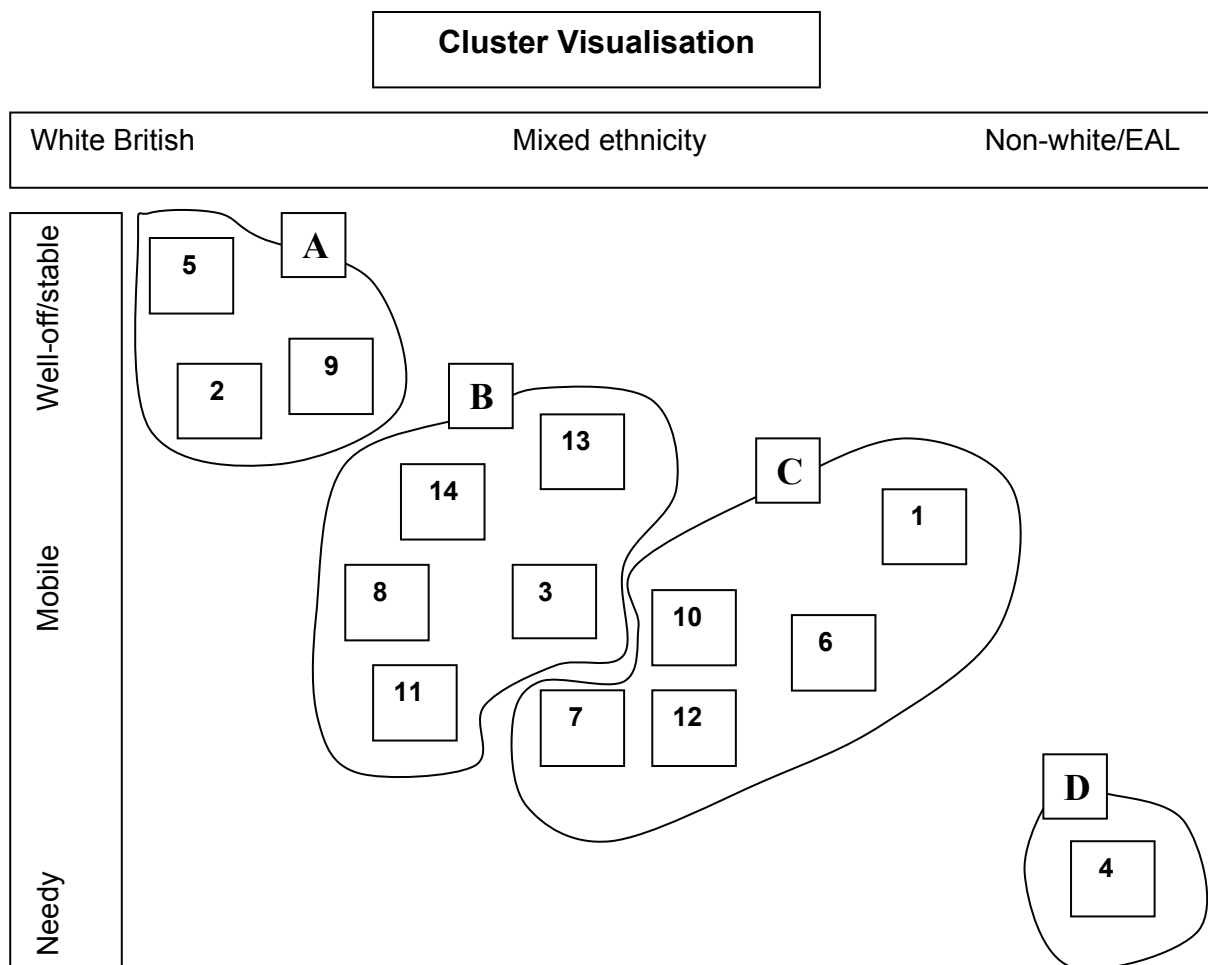 Cluster Visualisation
White British Mixed ethnicity Non-white/EAL
Well-off/stable
Mobile
Needy
A
5
9
2
B
13
14
8
3
11
C
1
10
6
7
12
D
4